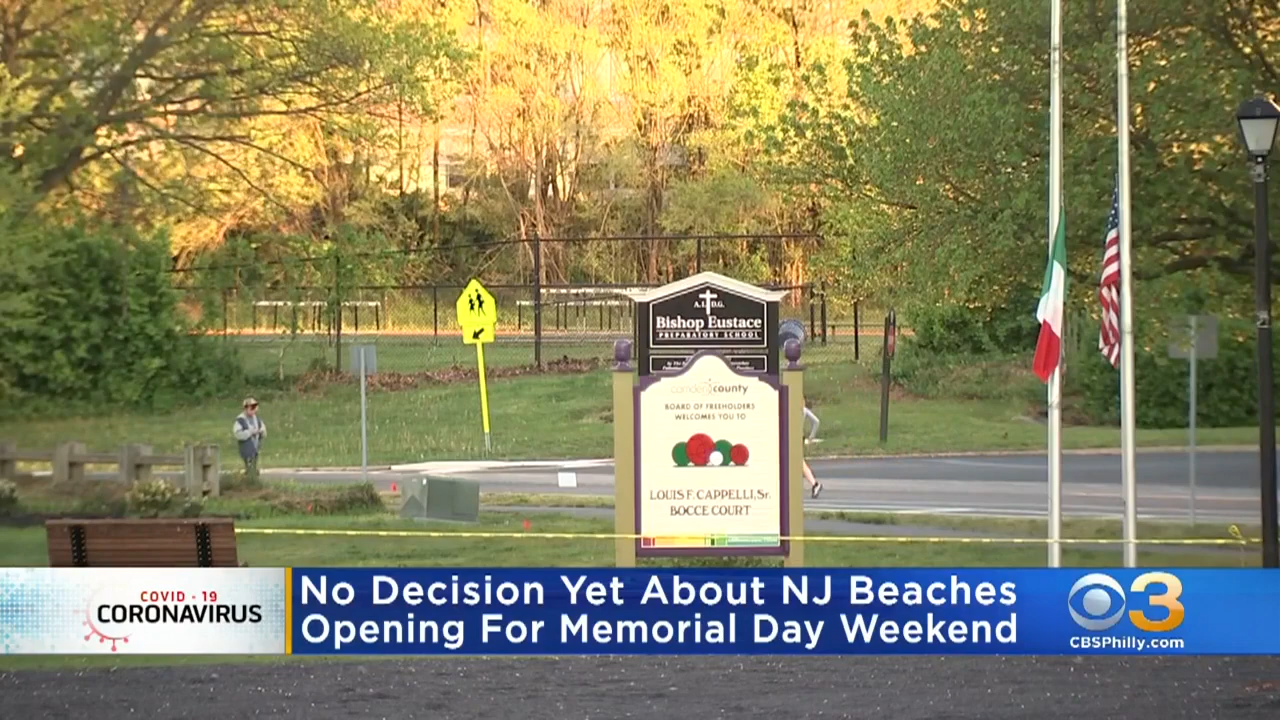 A.M.D.G.
Bishop Eustace
PREPARATORY SCHOOL
camden county
BOARD OF FREEHOLDERS
WELCOMES YOU TO
LOUIS F. CAPPELLI, Sr.
BOCCE COURT
COVID - 19
CORONAVIRUS
No Decision Yet About NJ Beaches
Opening For Memorial Day Weekend
3
CBSPhilly.com